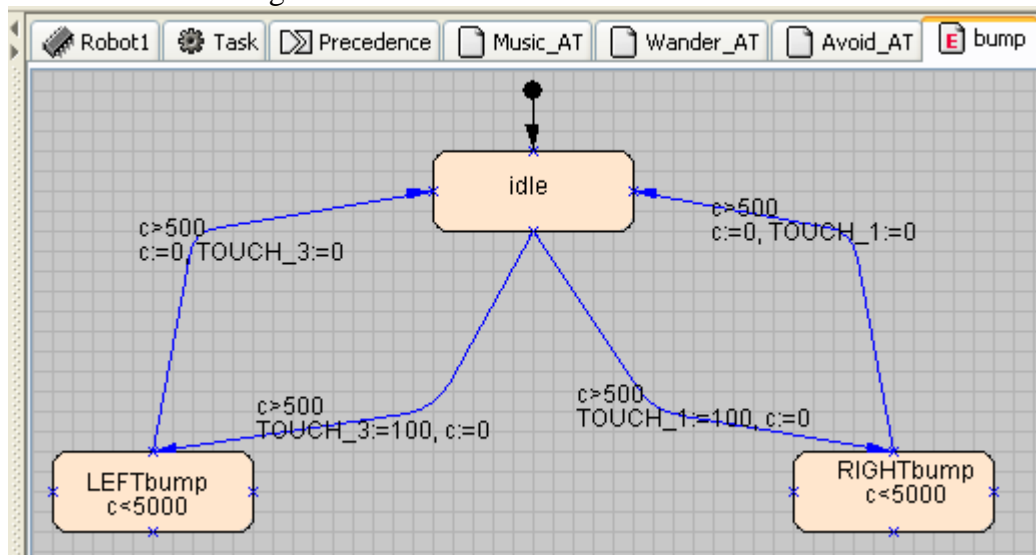 Robot1 Task Precedence Music_AT Wander_AT Avoid_AT E bump
idle
c>500
c:=0, TOUCH_3:=0
c>500
c:=0, TOUCH_1:=0
c>500
TOUCH_3:=100, c:=0
c>500
TOUCH_1:=100, c:=0
LEFTbump
c<5000
RIGHTbump
c<5000